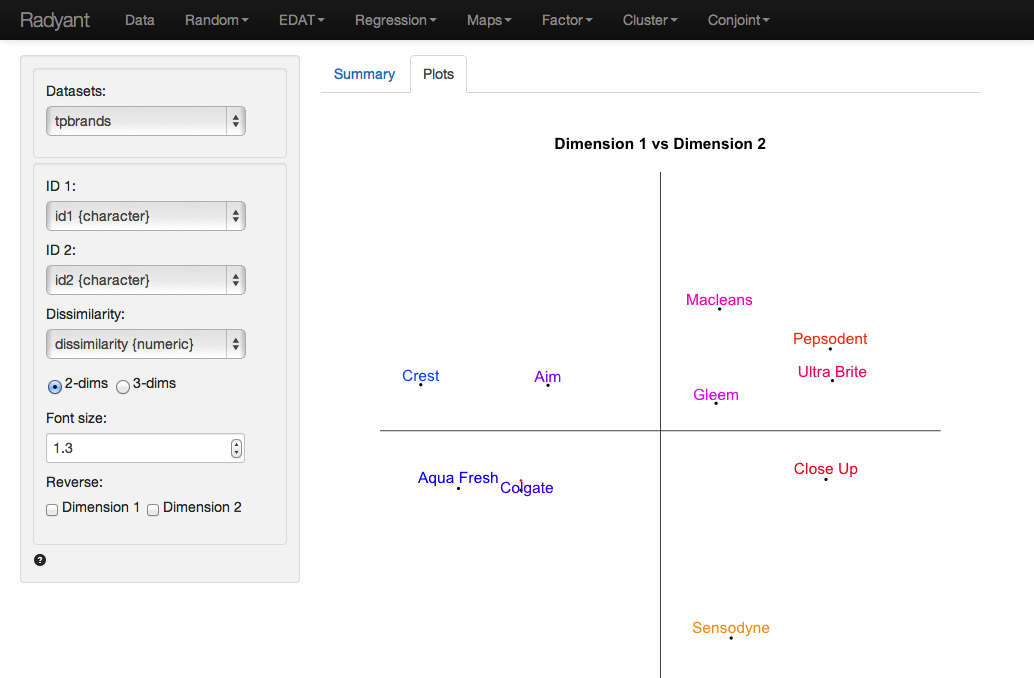 Radyant Data Random EDAT Regression Maps Factor Cluster Conjoint
Datasets:
tpbrands
ID 1:
id1 {character}
ID 2:
id2 {character}
Dissimilarity:
dissimilarity {numeric}
2-dims 3-dims
Font size:
1.3
Reverse:
Dimension 1 Dimension 2
?
Summary Plots
Dimension 1 vs Dimension 2
Macleans
Pepsodent
Ultra Brite
Crest Aim
Gleem
Close Up
Aqua Fresh
Colgate
Sensodyne